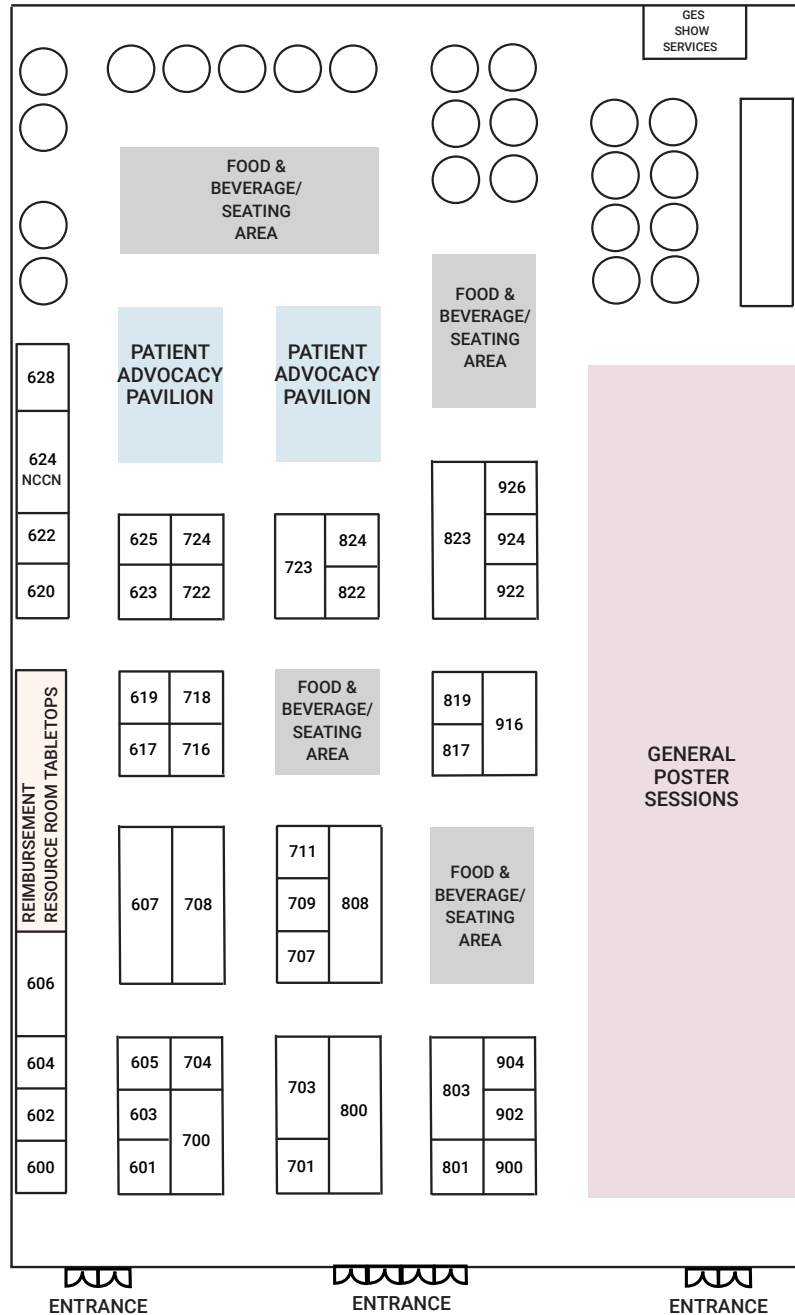 GES
SHOW
SERVICES
FOOD &
BEVERAGE/
SEATING
AREA
FOOD &
BEVERAGE/
SEATING
AREA
PATIENT
ADVOCACY
PAVILION
PATIENT
ADVOCACY
PAVILION
628
624
NCCN
622
620
625 724
623 722
723
824
822
823
926
924
922
619 718
617 716
FOOD &
BEVERAGE/
SEATING
AREA
819
817
916
GENERAL
POSTER
SESSIONS
REIMBURSEMENT
RESOURCE ROOM TABLETOPS
607 708
711
709
707
808
FOOD &
BEVERAGE/
SEATING
AREA
606
604
602
600
605 704
603
601
700
703
701
800
803
801
904
902
900
ENTRANCE
ENTRANCE
ENTRANCE